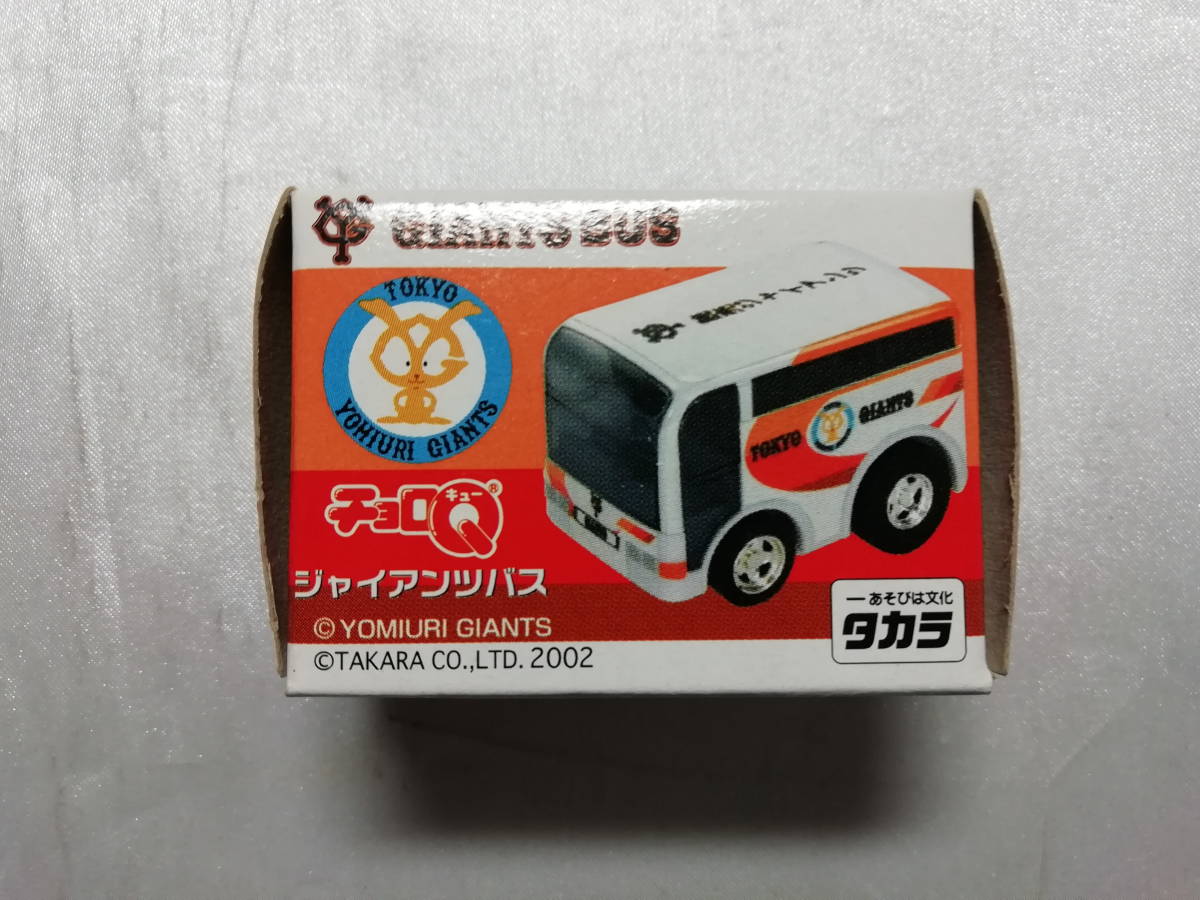 GIANTS BUS
TOKYO
YOMIURI GIANTS
TOKYO GIANTS
チョロQ®
キュー
ジャイアンツバス
© YOMIURI GIANTS
©TAKARA CO.,LTD. 2002
ーあそびは文化
タカラ